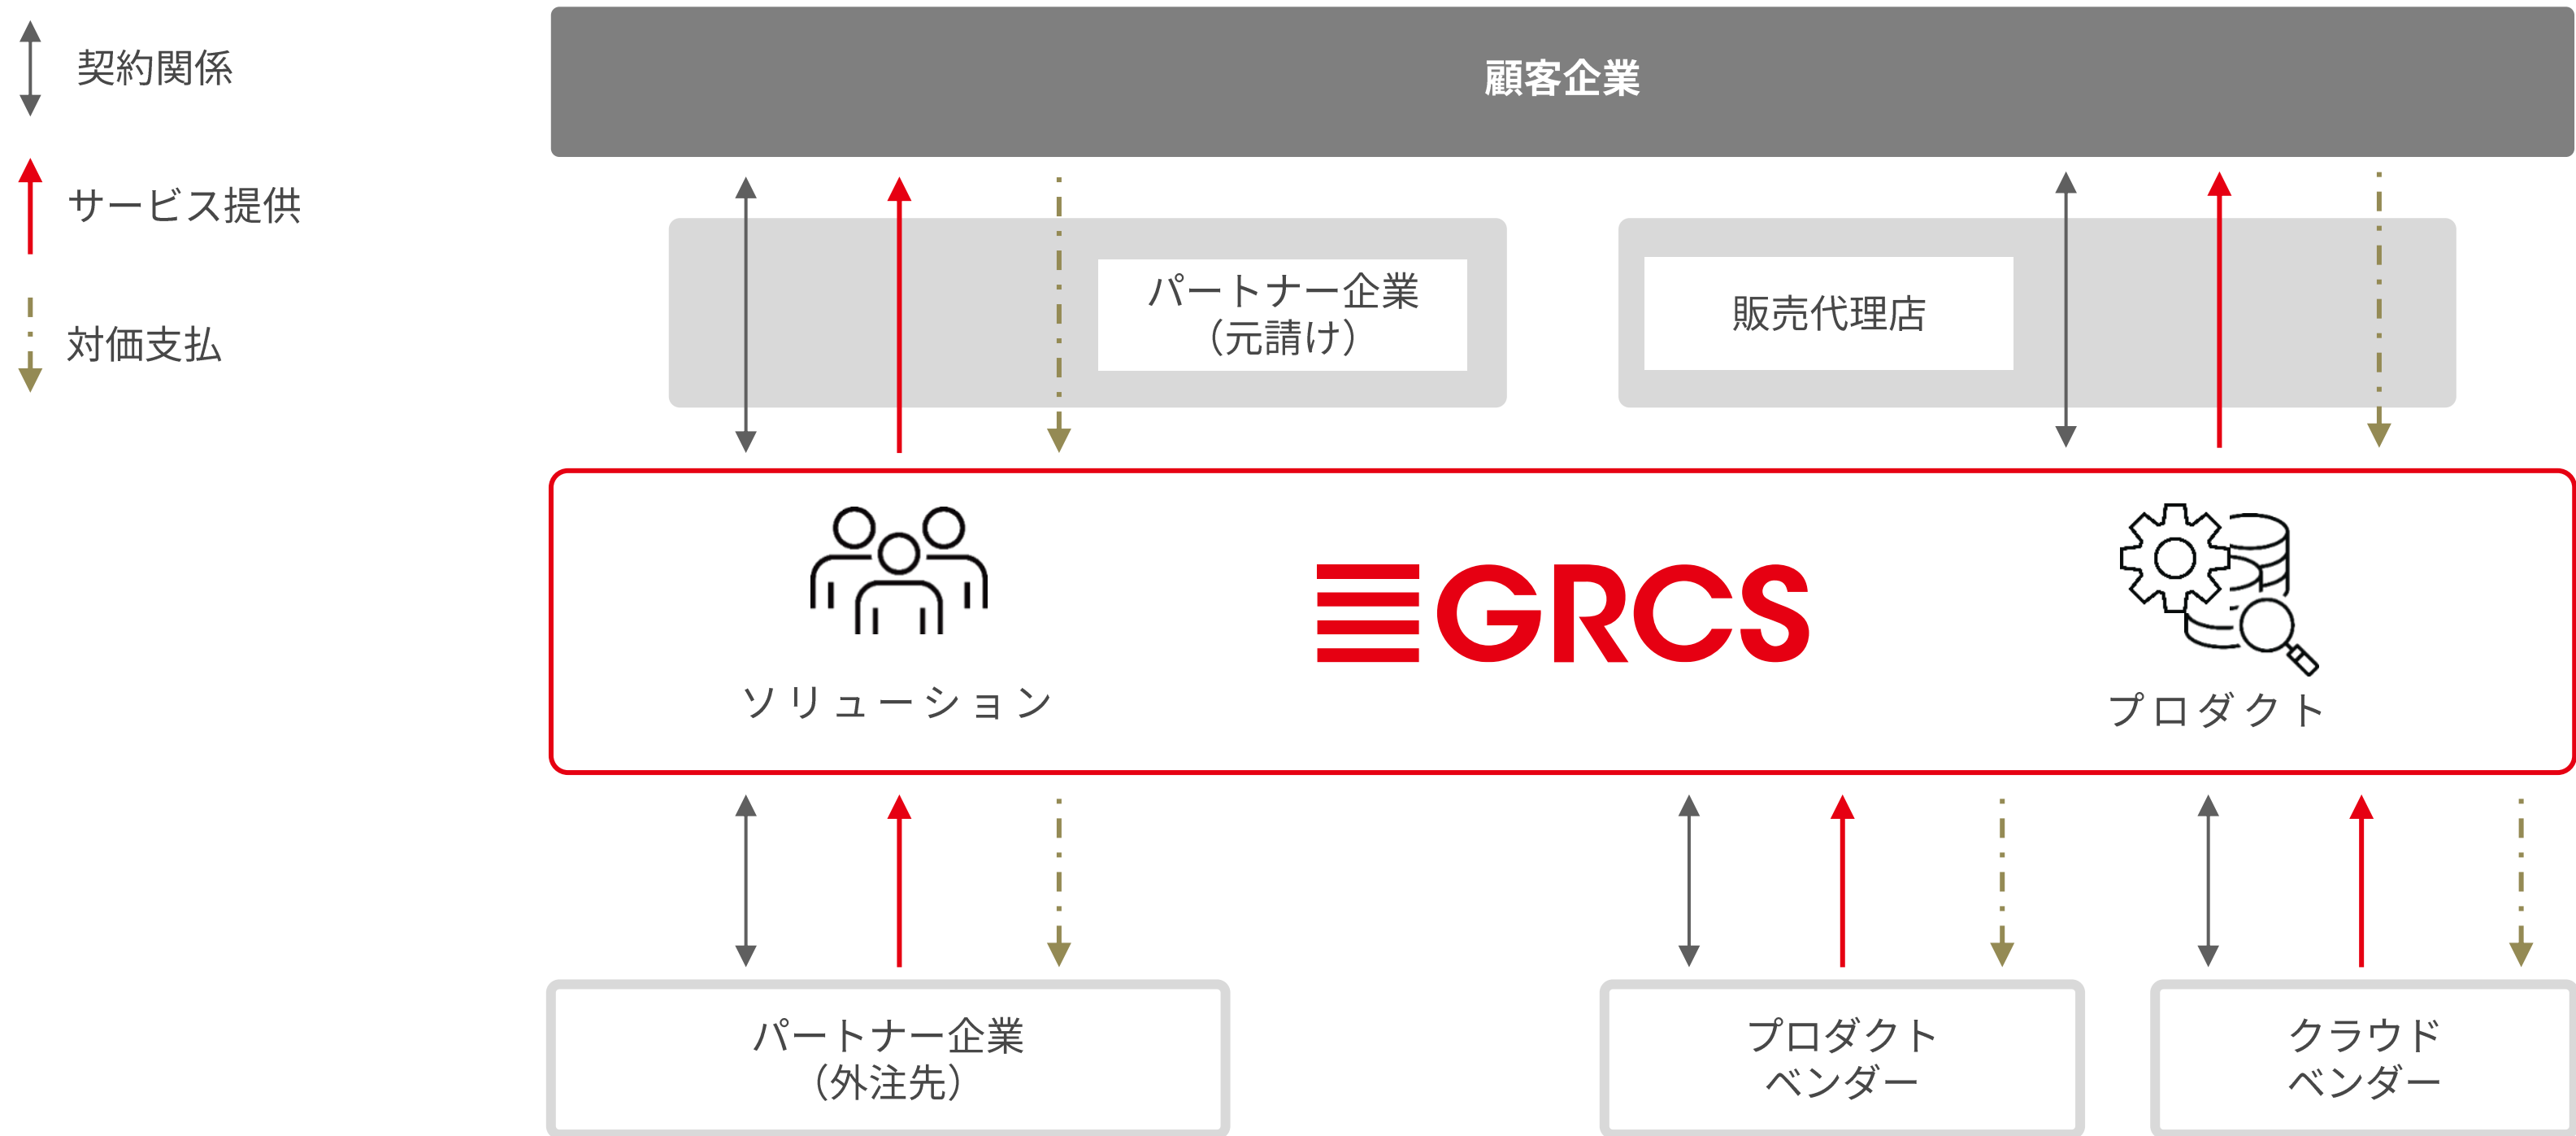 契約関係
サービス提供
対価支払
顧客企業
パートナー企業
（元請け）
販売代理店
ソリューション
GRCS
プロダクト
パートナー企業
（外注先）
プロダクト
ベンダー
クラウド
ベンダー